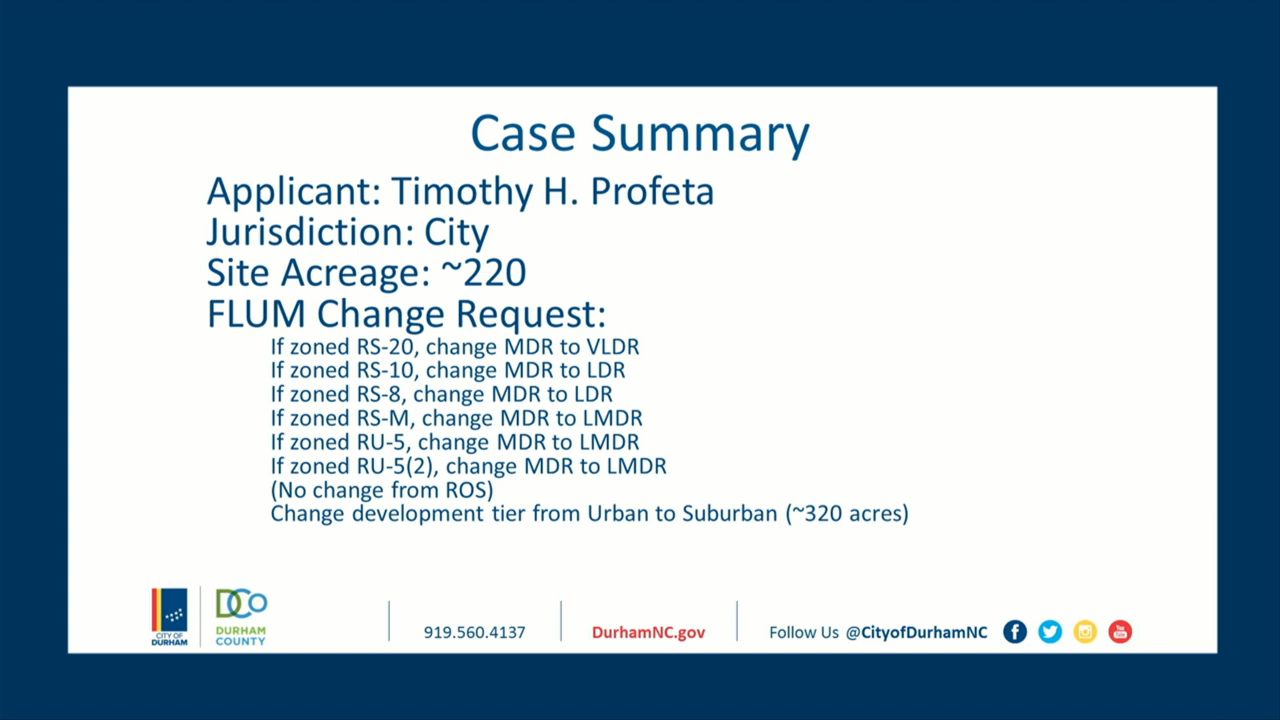 Case Summary
Applicant: Timothy H. Profeta
Jurisdiction: City
Site Acreage: ~220
FLUM Change Request:
If zoned RS-20, change MDR to VLDR
If zoned RS-10, change MDR to LDR
If zoned RS-8, change MDR to LDR
If zoned RS-M, change MDR to LMDR
If zoned RU-5, change MDR to LMDR
If zoned RU-5(2), change MDR to LMDR
(No change from ROS)
Change development tier from Urban to Suburban (~320 acres)
CITY OF
DURHAM
DCo
DURHAM
COUNTY
919.560.4137
DurhamNC.gov
Follow Us @CityofDurhamNC